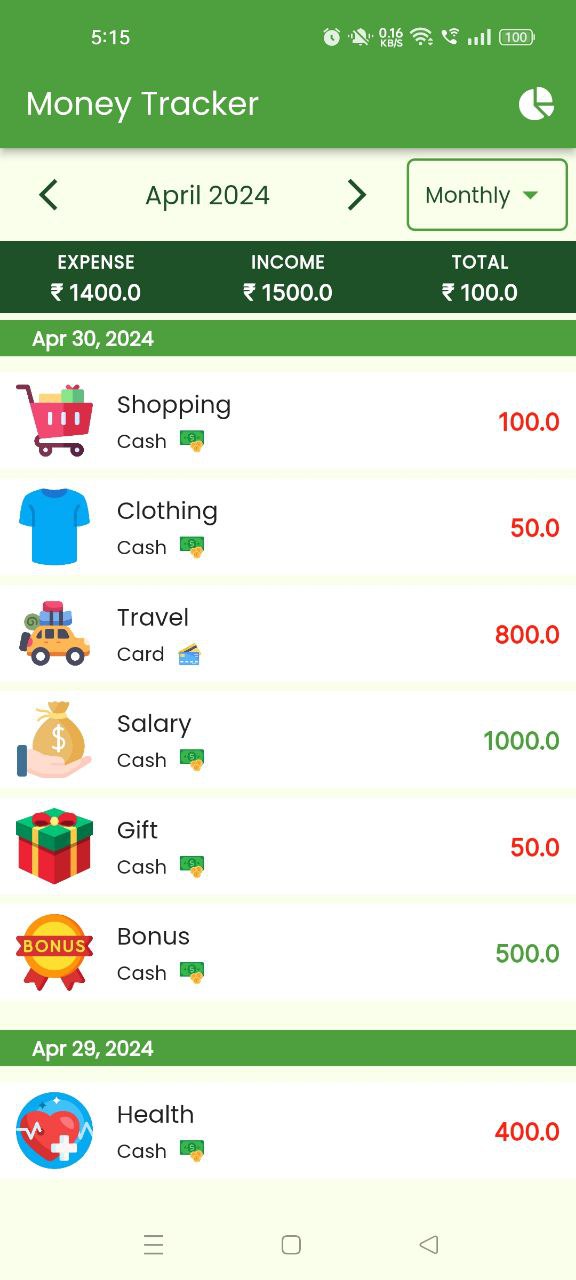 5:15
0.16
KB/S
100
Money Tracker
April 2024
Monthly
EXPENSE INCOME TOTAL
₹ 1400.0 ₹ 1500.0 ₹ 100.0
Apr 30, 2024
Shopping
100.0
Cash
Clothing
50.0
Cash
Travel
800.0
Card
Salary
1000.0
Cash
Gift
50.0
Cash
BONUS
Bonus
500.0
Cash
Apr 29, 2024
Health
400.0
Cash